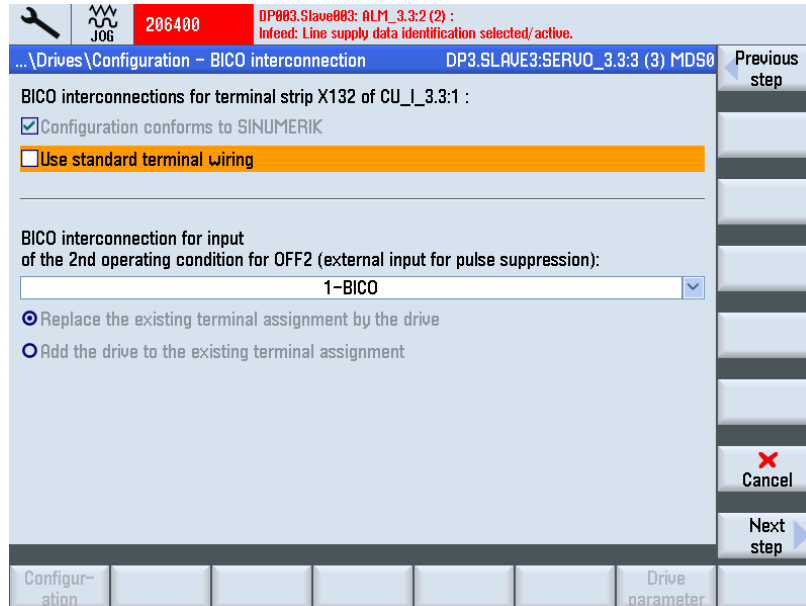 JOG
206400
DP003.Slave003: ALM_3.3:2 (2) :
Infeed: Line supply data identification selected/active.
...\Drives\Configuration - BICO interconnection
DP3.SLAVE3:SERVO_3.3:3 (3) MDS0
Previous
step
BICO interconnections for terminal strip X132 of CU_I_3.3:1 :
Configuration conforms to SINUMERIK
Use standard terminal wiring
BICO interconnection for input
of the 2nd operating condition for OFF2 (external input for pulse suppression):
1-BICO
Replace the existing terminal assignment by the drive
Add the drive to the existing terminal assignment
Cancel
Next
step
Configur-
ation
Drive
parameter